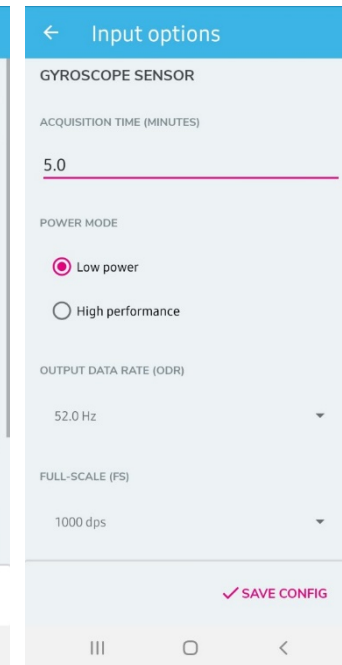 Input options
GYROSCOPE SENSOR
ACQUISITION TIME (MINUTES)
5.0
POWER MODE
Low power
High performance
OUTPUT DATA RATE (ODR)
52.0 Hz
FULL-SCALE (FS)
1000 dps
SAVE CONFIG